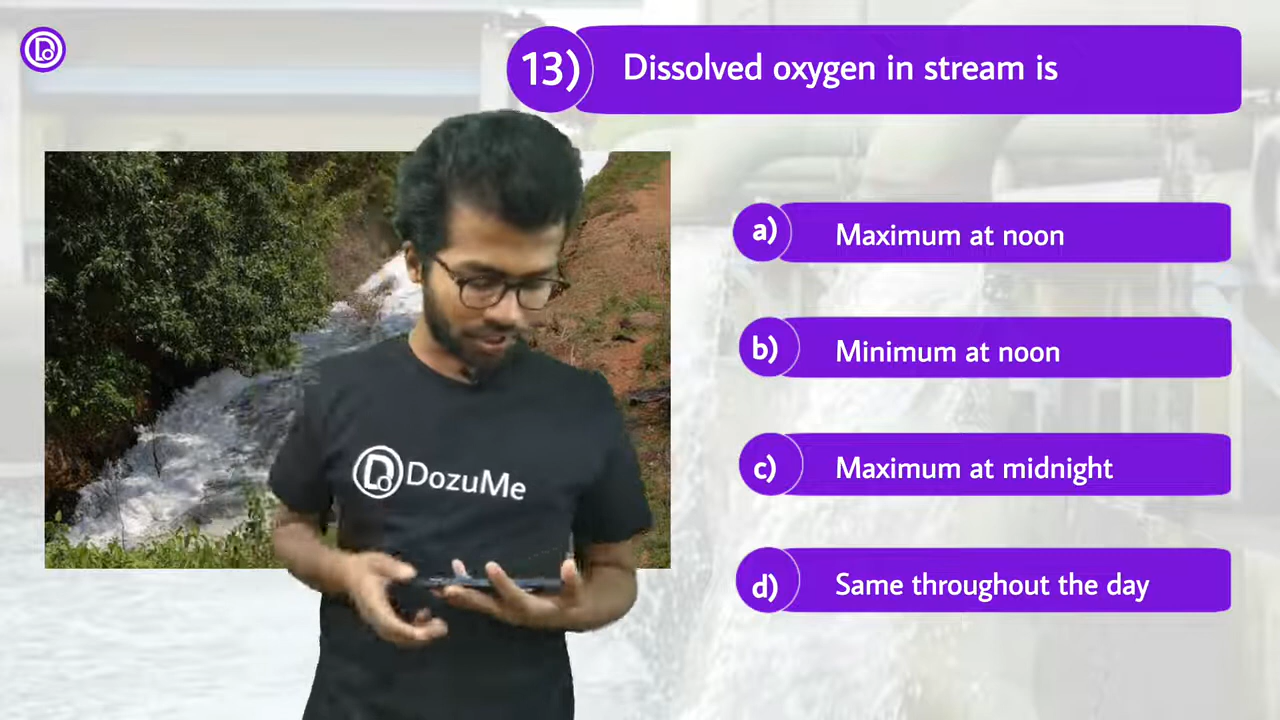 13) Dissolved oxygen in stream is
a) Maximum at noon
b) Minimum at noon
c) Maximum at midnight
d) Same throughout the day
DozuMe